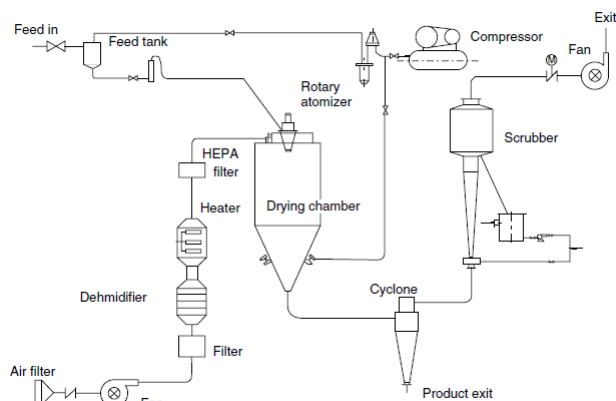 Exit
Feed in
Feed tank
Compressor
Fan
M
Rotary
atomizer
Scrubber
HEPA
filter
Heater
Drying chamber
Dehmidifier
Cyclone
Filter
Air filter
Product exit